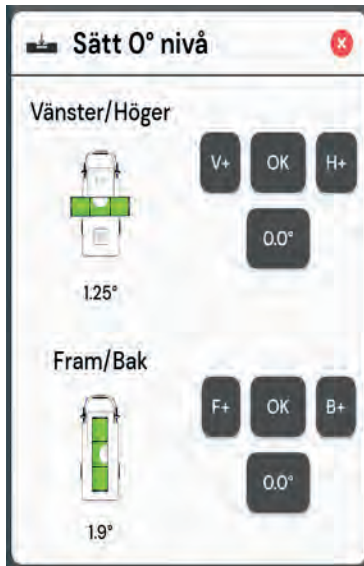 Sätt 0° nivå
Vänster/Höger
V+ OK H+
0.0°
1.25°
Fram/Bak
F+ OK B+
0.0°
1.9°